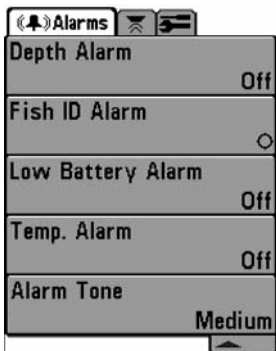 Alarms
Depth Alarm
Off
Fish ID Alarm
Low Battery Alarm
Off
Temp. Alarm
Off
Alarm Tone
Medium